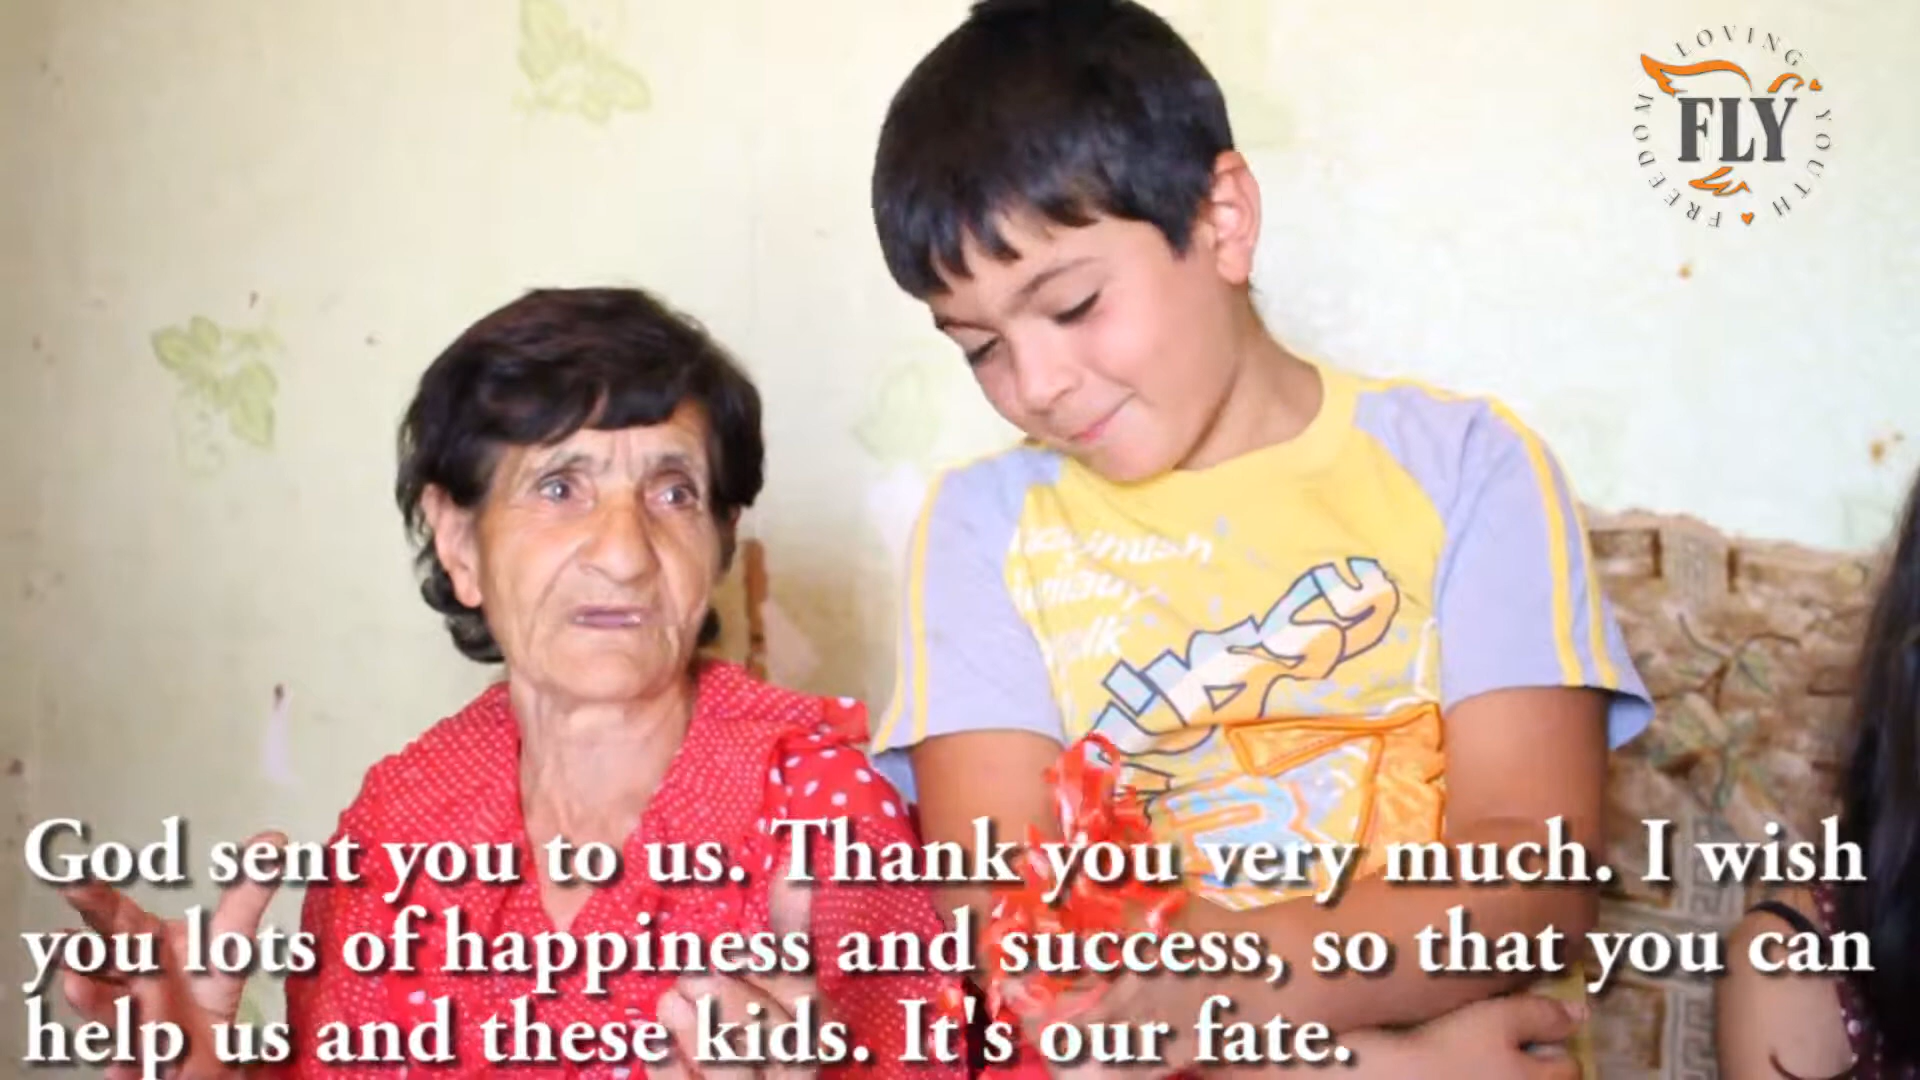 LOVING YOUTH FREEDOM
FLY
God sent you to us. Thank you very much. I wish
you lots of happiness and success, so that you can
help us and these kids. It's our fate.